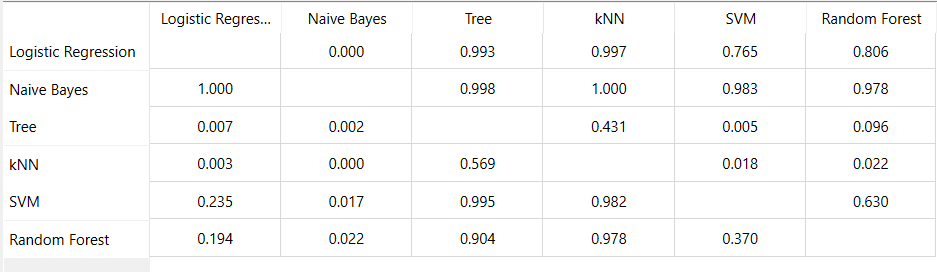 Logistic Regres... Naive Bayes Tree kNN SVM Random Forest
Logistic Regression 0.000 0.993 0.997 0.765 0.806
Naive Bayes 1.000 0.998 1.000 0.983 0.978
Tree 0.007 0.002 0.431 0.005 0.096
kNN 0.003 0.000 0.569 0.018 0.022
SVM 0.235 0.017 0.995 0.982 0.630
Random Forest 0.194 0.022 0.904 0.978 0.370